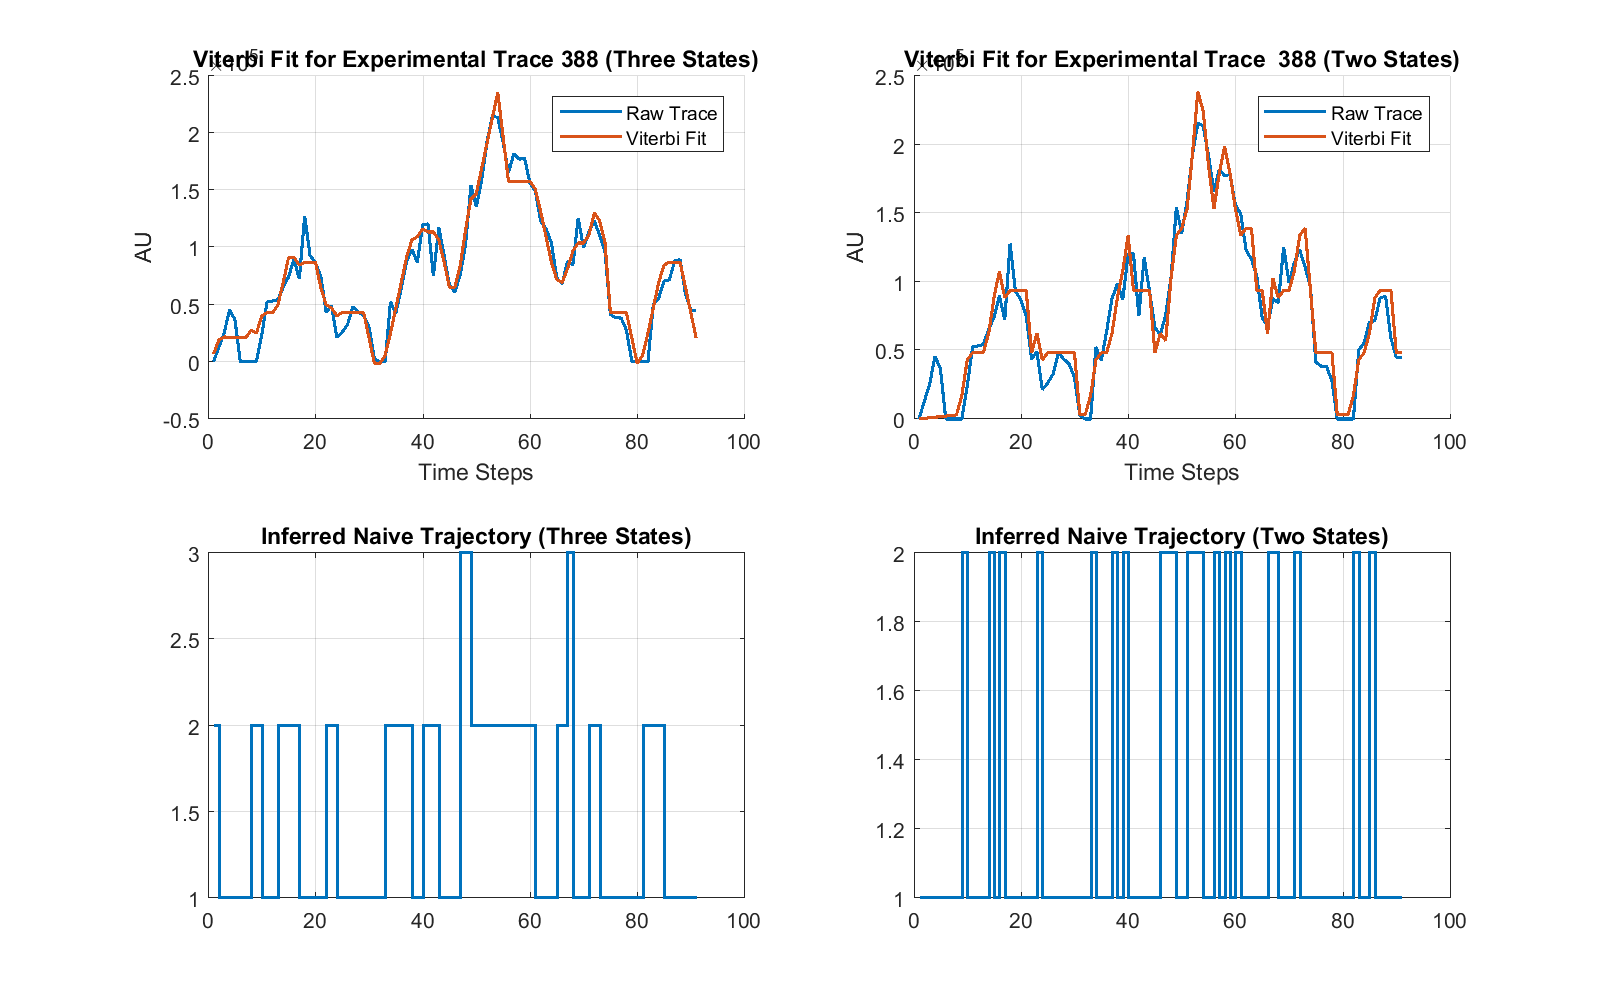 Viterbi Fit for Experimental Trace 388 (Three States)
×10^5
2.5
2
1.5
1
0.5
0
-0.5
AU
Raw Trace
Viterbi Fit
0 20 40 60 80 100
Time Steps
Viterbi Fit for Experimental Trace 388 (Two States)
×10^5
2.5
2
1.5
1
0.5
0
AU
Raw Trace
Viterbi Fit
0 20 40 60 80 100
Time Steps
Inferred Naive Trajectory (Three States)
3
2.5
2
1.5
1
0 20 40 60 80 100
Inferred Naive Trajectory (Two States)
2
1.8
1.6
1.4
1.2
1
0 20 40 60 80 100